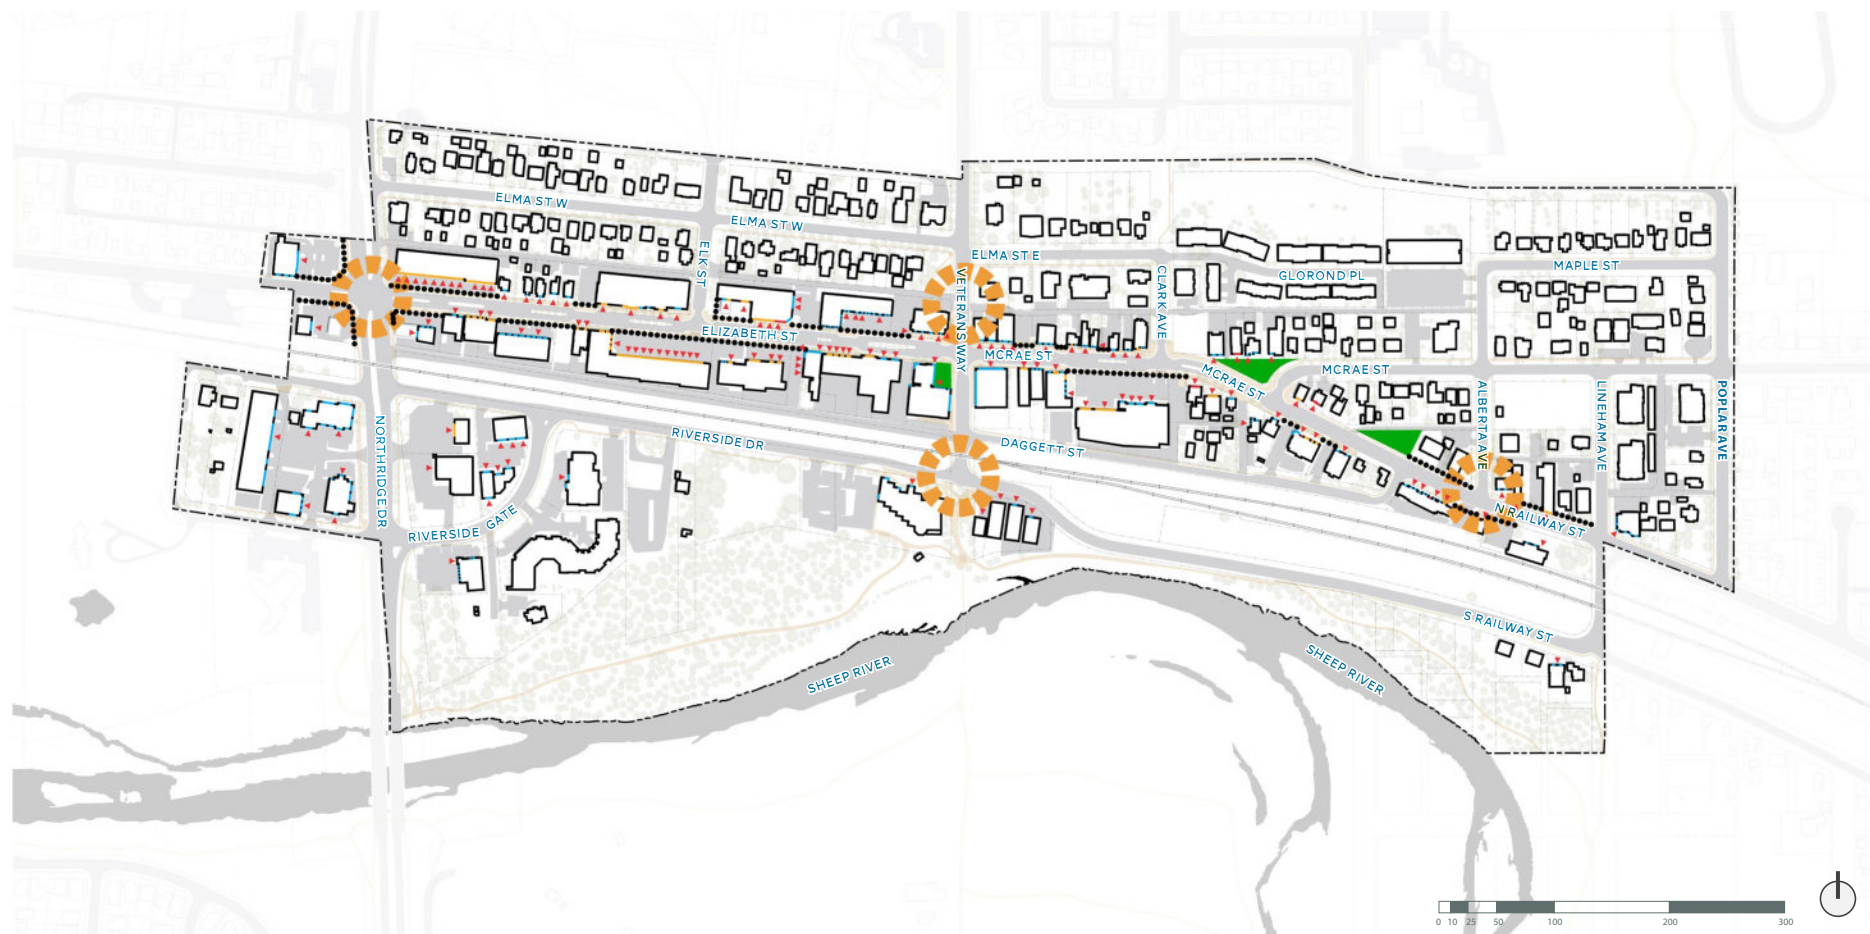 ELMA ST W
ELMA ST W
ELK ST
VETERANS WAY
ELMA ST E
CLARK AVE
GLOROND PL
MAPLE ST
ELIZABETH ST
MCRAE ST
MCRAE ST
MCRAE ST
ALBERTA AVE
LINEHAM AVE
POPLAR AVE
NORTHRIDGE DR
RIVERSIDE DR
DAGGETT ST
RIVERSIDE GATE
N RAILWAY ST
S RAILWAY ST
SHEEP RIVER
SHEEP RIVER
0 10 25 50 100 200 300